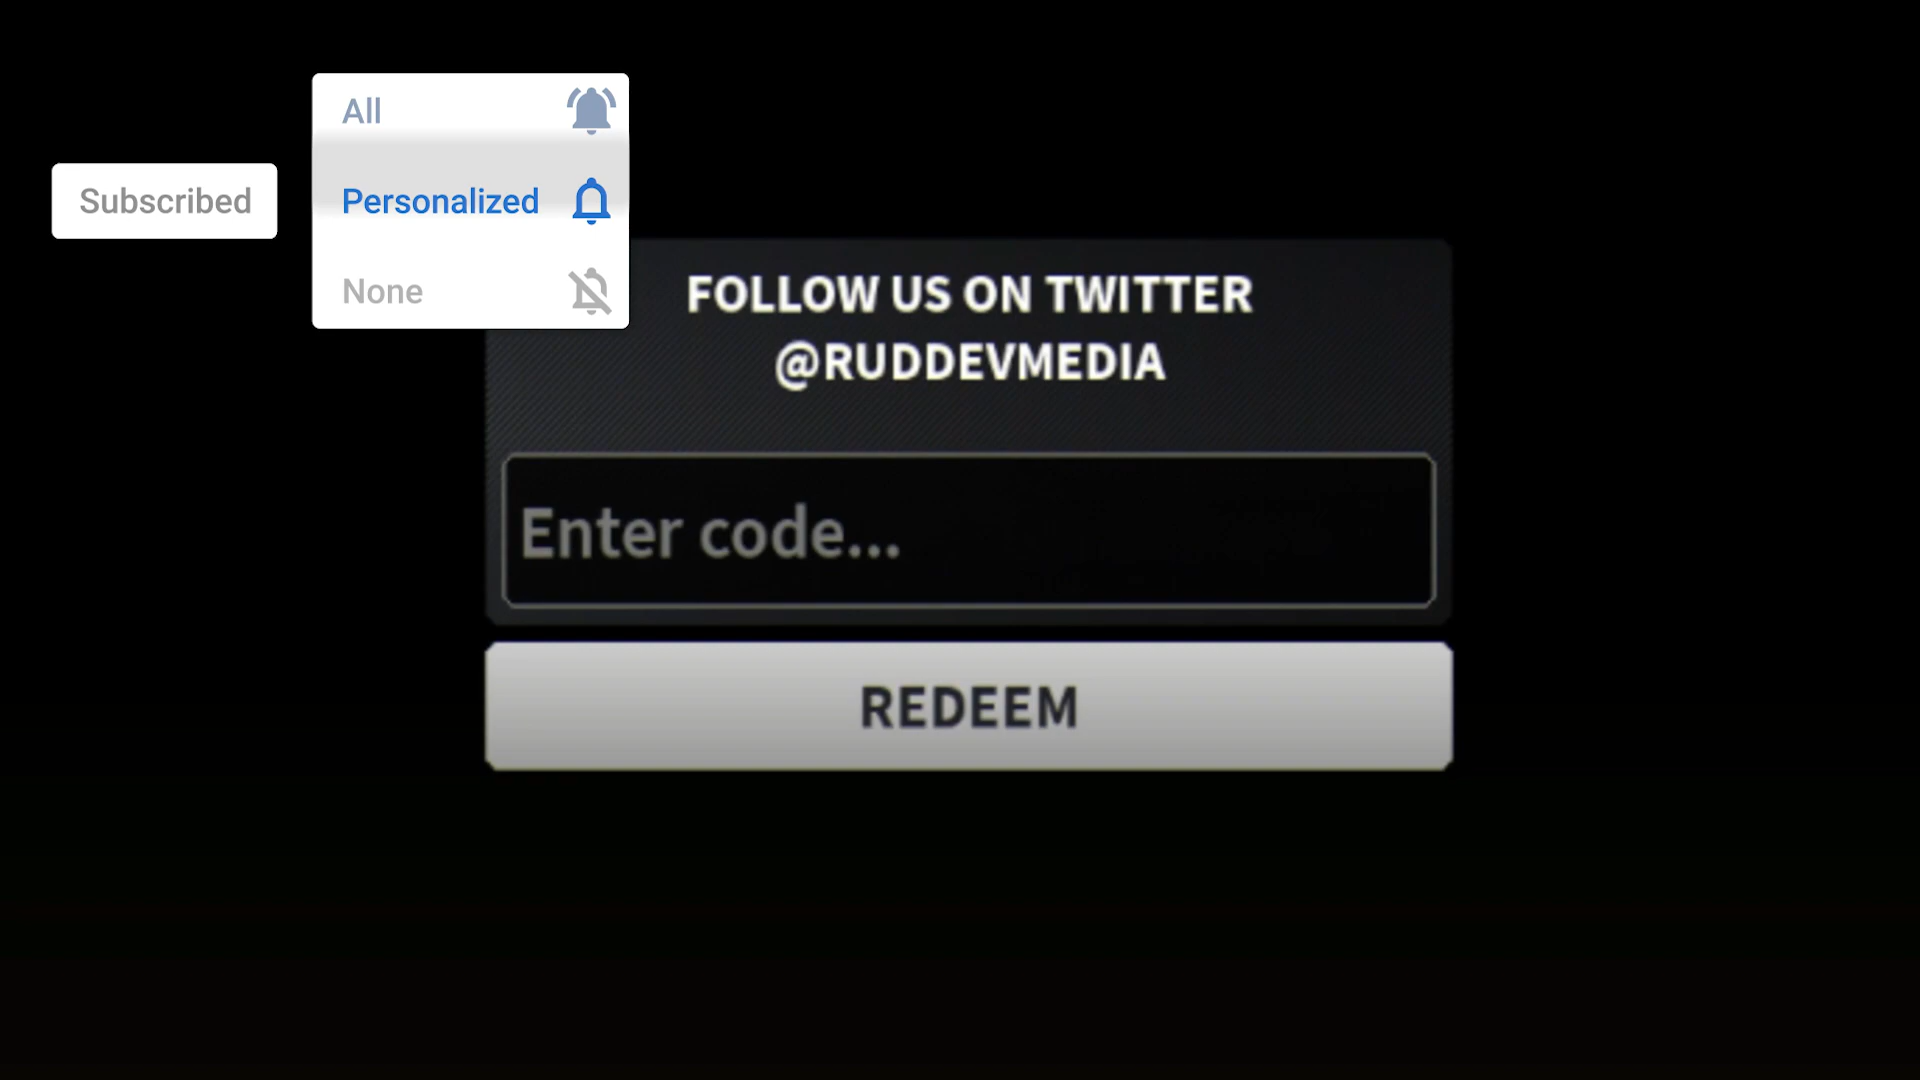 All
Subscribed
Personalized
None
FOLLOW US ON TWITTER
@RUDDEVMEDIA
Enter code...
REDEEM